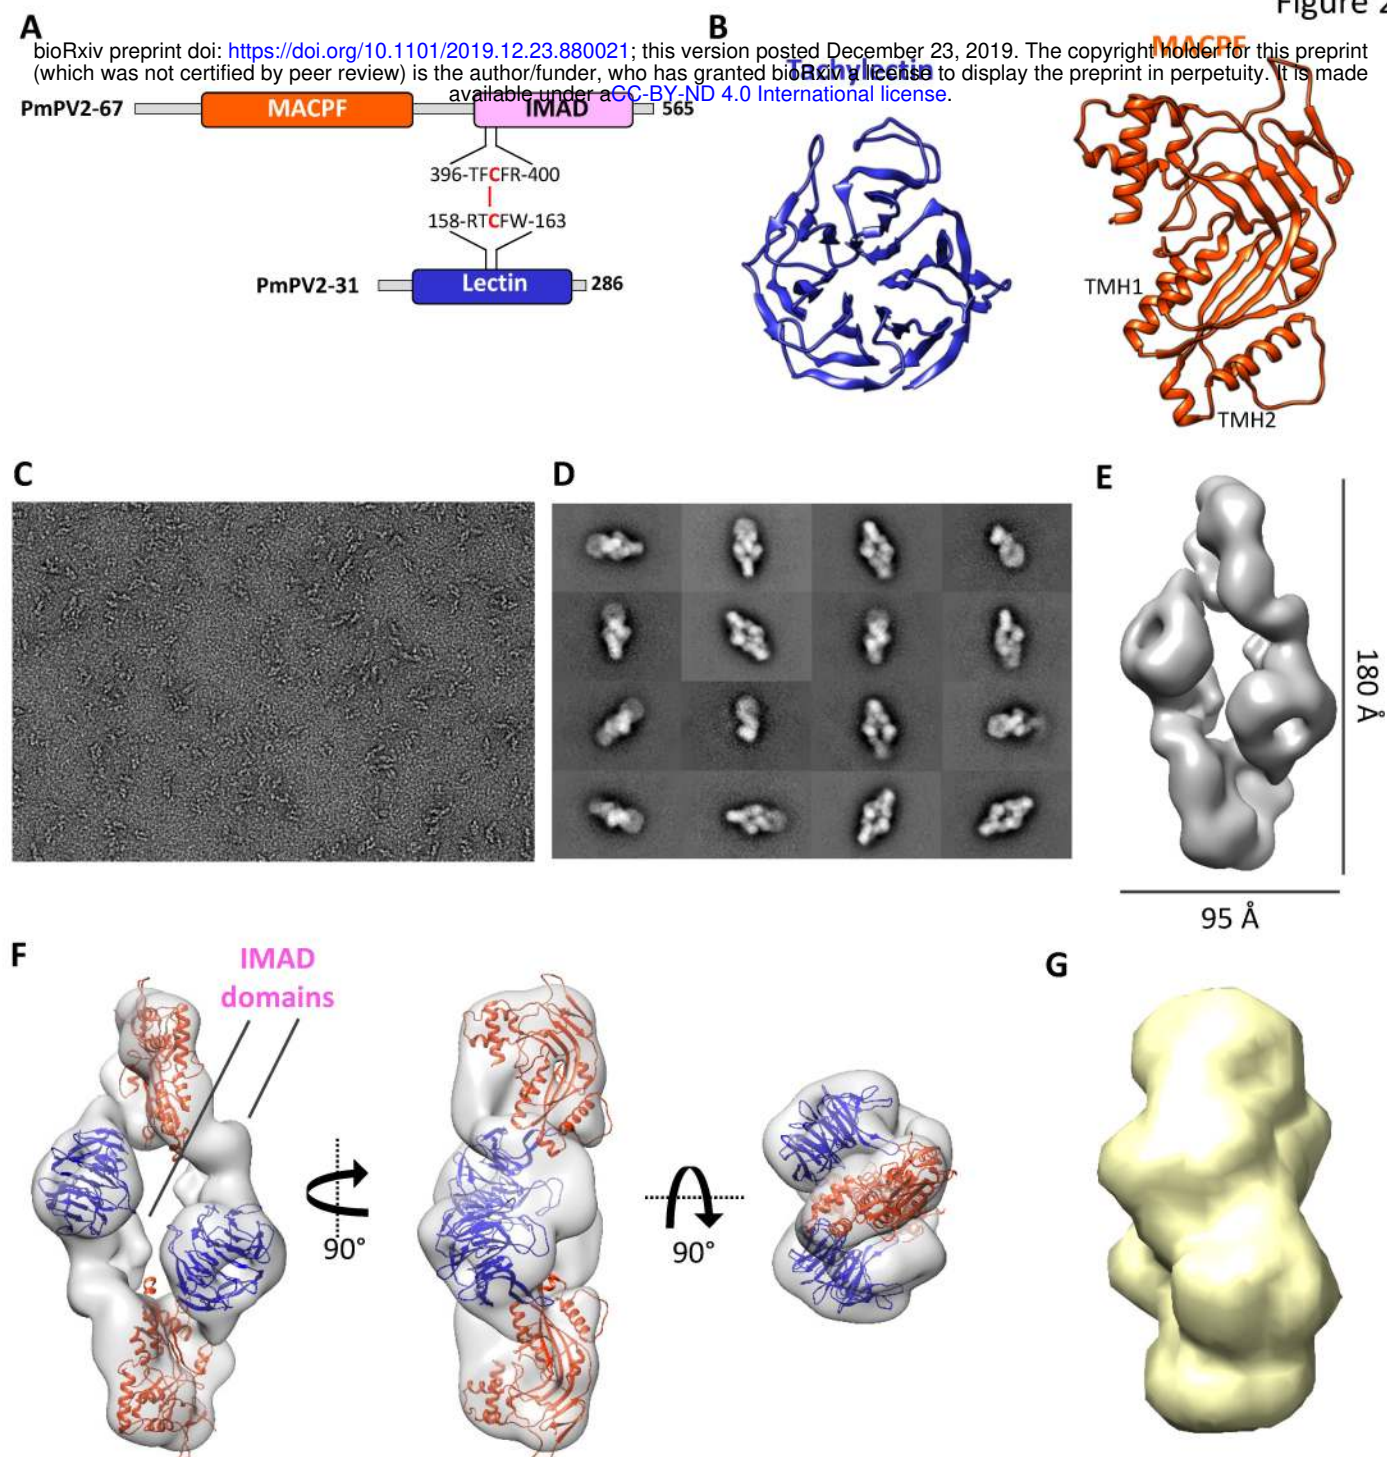 Figure 2
A
B
bioRxiv preprint doi: https://doi.org/10.1101/2019.12.23.880021; this version posted December 23, 2019. The copyright holder for this preprint
(which was not certified by peer review) is the author/funder, who has granted bioRxiv a license to display the preprint in perpetuity. It is made
available under aCC-BY-ND 4.0 International license.
Tachylectin
MACPF
PmPV2-67
MACPF
IMAD
565
396-TFCFR-400
158-RTCFW-163
PmPV2-31
Lectin
286
TMH1
TMH2
C
D
E
180 Å
95 Å
F
IMAD
domains
90°
90°
G